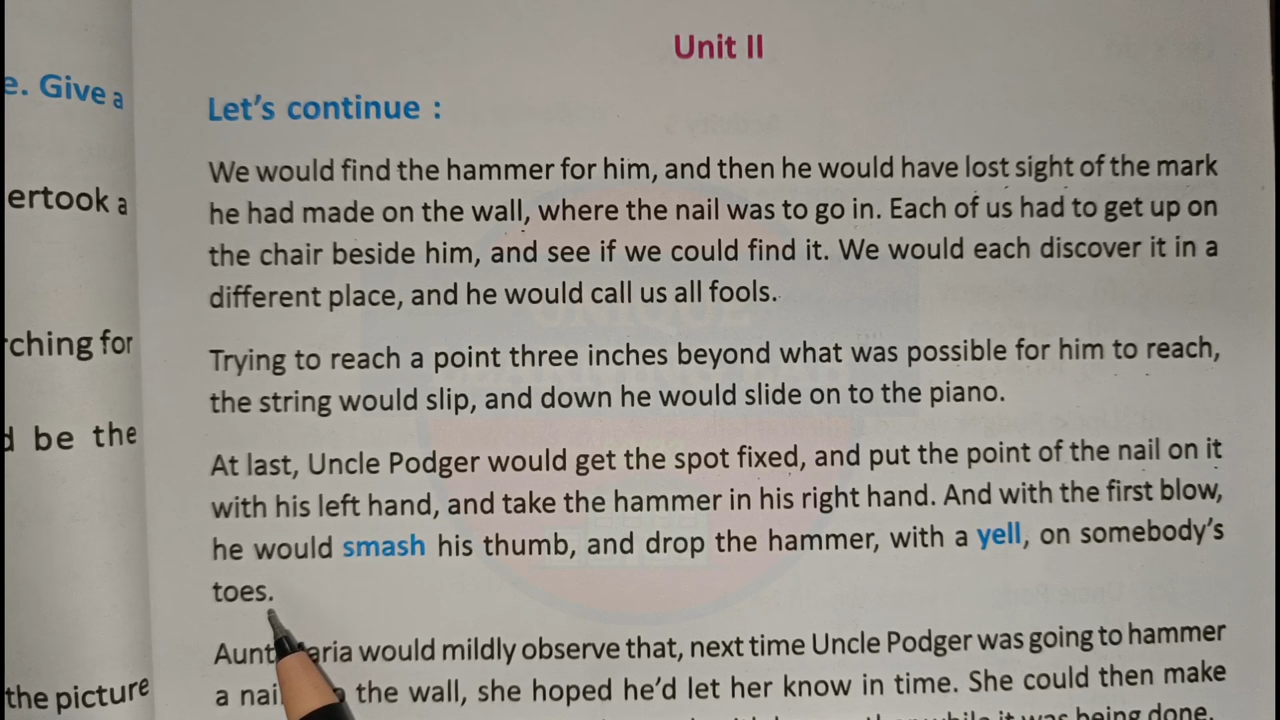 e. Give a
ertook a
ching for
d be the
the picture
Unit II
Let's continue :
We would find the hammer for him, and then he would have lost sight of the mark
he had made on the wall, where the nail was to go in. Each of us had to get up on
the chair beside him, and see if we could find it. We would each discover it in a
different place, and he would call us all fools.
Trying to reach a point three inches beyond what was possible for him to reach,
the string would slip, and down he would slide on to the piano.
At last, Uncle Podger would get the spot fixed, and put the point of the nail on it
with his left hand, and take the hammer in his right hand. And with the first blow,
he would smash his thumb, and drop the hammer, with a yell, on somebody's
toes.
Aunt aria would mildly observe that, next time Uncle Podger was going to hammer
a nai the wall, she hoped he'd let her know in time. She could then make
while it was being done.